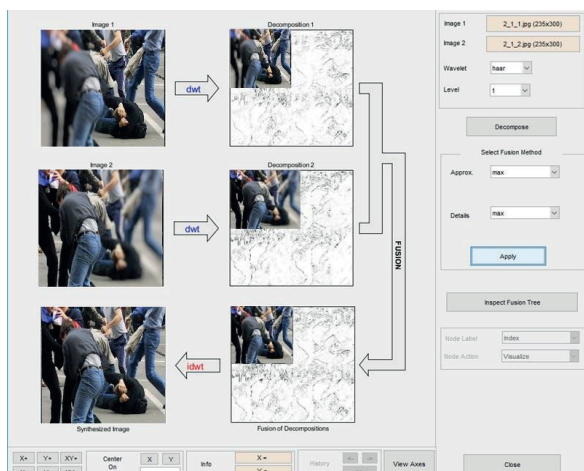 Image 1
Decomposition 1
dwt
Image 2
Decomposition 2
dwt
FUSION
idwt
Synthesized Image
Fusion of Decompositions
Image 1
2_1_1.jpg (235x300)
Image 2
2_1_2.jpg (235x300)
Wavelet
haar
Level
1
Decompose
Select Fusion Method
Approx.
max
Details
max
Apply
Inspect Fusion Tree
Node Label
Index
Node Action
Visualize
Close
X+ Y+ XY+
Center
On
X Y
Info
X =
Y =
History
<- ->
View Axes